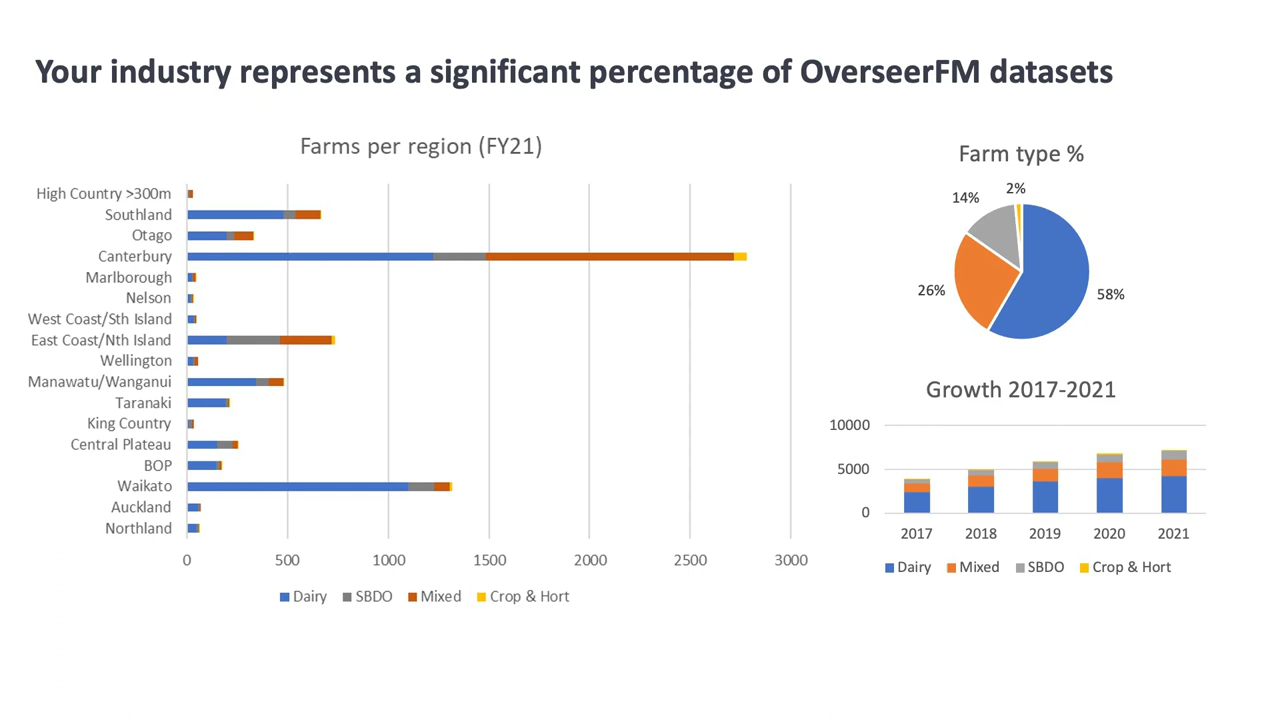 Your industry represents a significant percentage of OverseerFM datasets
Farms per region (FY21)
High Country >300m
Southland
Otago
Canterbury
Marlborough
Nelson
West Coast/Sth Island
East Coast/Nth Island
Wellington
Manawatu/Wanganui
Taranaki
King Country
Central Plateau
BOP
Waikato
Auckland
Northland
0 500 1000 1500 2000 2500 3000
Dairy SBDO Mixed Crop & Hort
Farm type %
2%
14%
26%
58%
Growth 2017-2021
10000
5000
0
2017 2018 2019 2020 2021
Dairy Mixed SBDO Crop & Hort